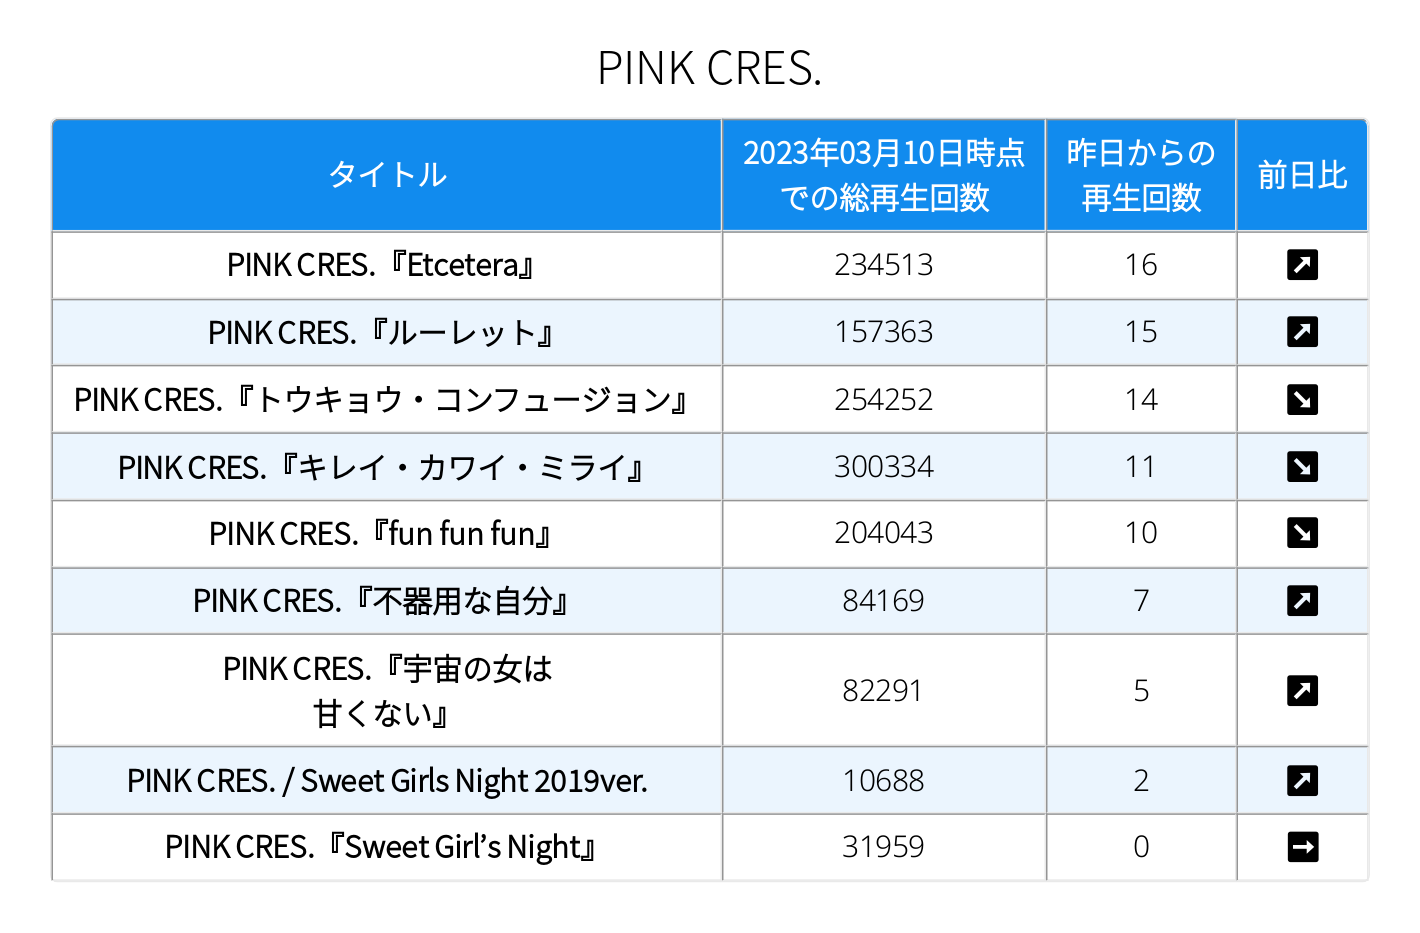 PINK CRES.
タイトル
2023年03月10日時点
での総再生回数
昨日からの
再生回数
前日比
PINK CRES.『Etcetera』 234513 16 ↗
PINK CRES.『ルーレット』 157363 15 ↗
PINK CRES.『トウキョウ・コンフュージョン』 254252 14 ↘
PINK CRES.『キレイ・カワイ・ミライ』 300334 11 ↘
PINK CRES.『fun fun fun』 204043 10 ↘
PINK CRES.『不器用な自分』 84169 7 ↗
PINK CRES.『宇宙の女は
甘くない』 82291 5 ↗
PINK CRES. / Sweet Girls Night 2019ver. 10688 2 ↗
PINK CRES.『Sweet Girl’s Night』 31959 0 →